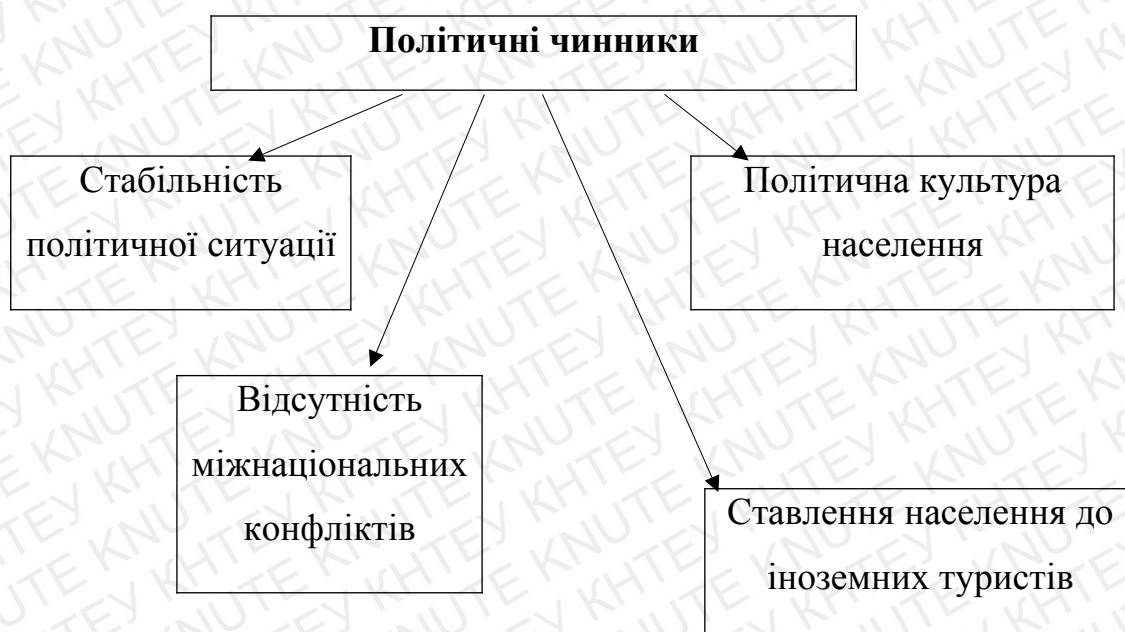 Політичні чинники
Стабільність
політичної ситуації
Політична культура
населення
Відсутність
міжнаціональних
конфліктів
Ставлення населення до
іноземних туристів